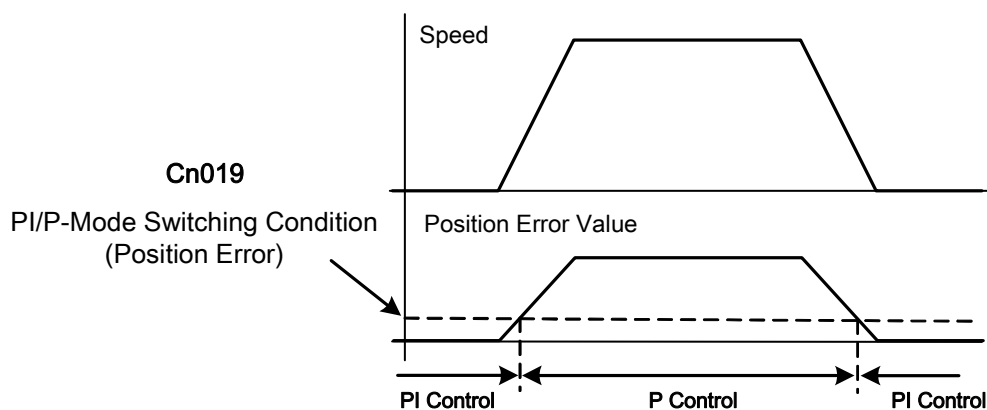 Speed
Cn019
PI/P-Mode Switching Condition
(Position Error)
Position Error Value
PI Control
P Control
PI Control